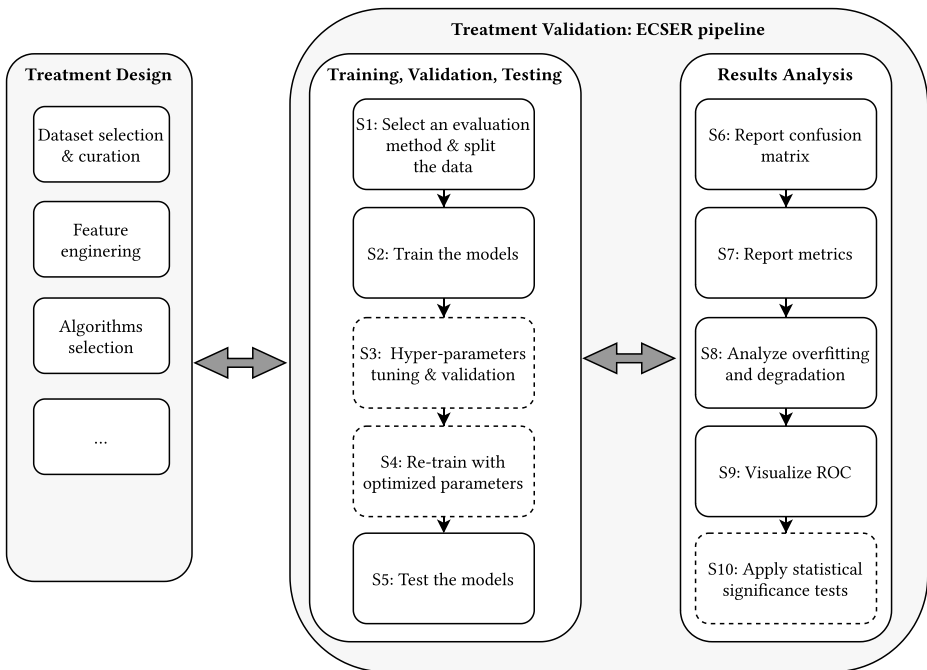 Treatment Validation: ECSER pipeline
Treatment Design
Dataset selection
& curation
Feature
enginering
Algorithms
selection
...
Training, Validation, Testing
S1: Select an evaluation
method & split
the data
S2: Train the models
S3: Hyper-parameters
tuning & validation
S4: Re-train with
optimized parameters
S5: Test the models
Results Analysis
S6: Report confusion
matrix
S7: Report metrics
S8: Analyze overfitting
and degradation
S9: Visualize ROC
S10: Apply statistical
significance tests